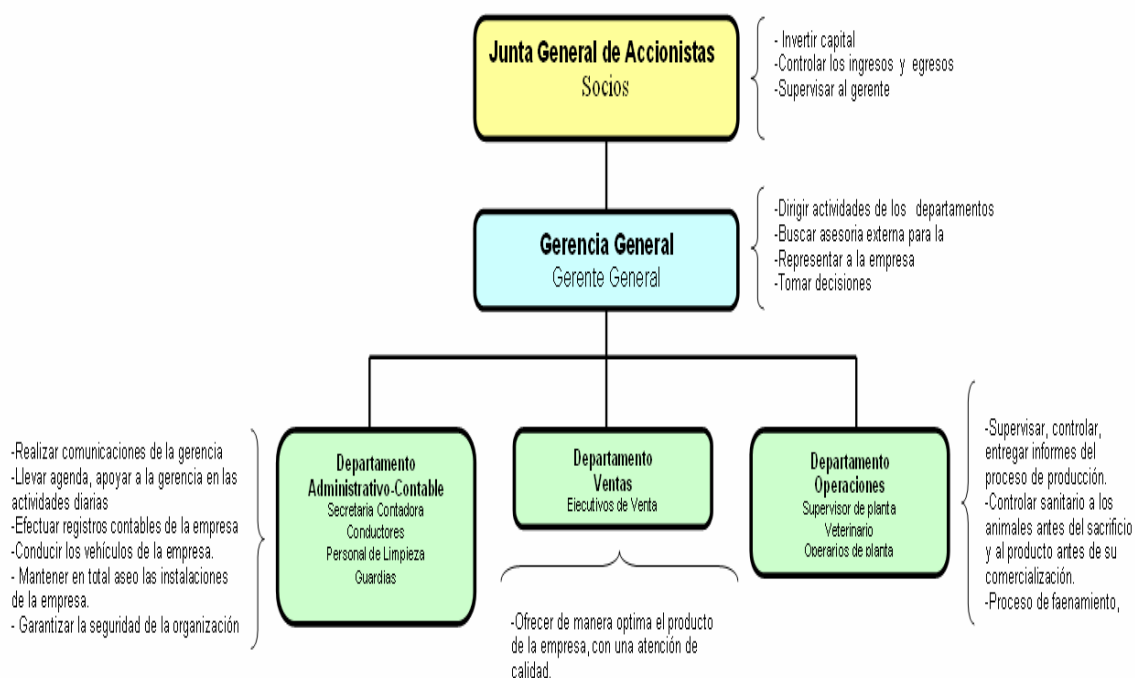 Junta General de Accionistas
Socios
- Invertir capital
-Controlar los ingresos y egresos
-Supervisar al gerente
Gerencia General
Gerente General
-Dirigir actividades de los departamentos
-Buscar asesoria externa para la
-Representar a la empresa
-Tomar decisiones
-Realizar comunicaciones de la gerencia
-Llevar agenda, apoyar a la gerencia en las
actividades diarias
-Efectuar registros contables de la empresa
-Conducir los vehículos de la empresa.
- Mantener en total aseo las instalaciones
de la empresa.
- Garantizar la seguridad de la organización
Departamento
Administrativo-Contable
Secretaria Contadora
Conductores
Personal de Limpieza
Guardias
Departamento
Ventas
Ejecutivos de Venta
-Ofrecer de manera optima el producto
de la empresa, con una atención de
calidad.
Departamento
Operaciones
Supervisor de planta
Veterinario
Operarios de planta
-Supervisar, controlar,
entregar informes del
proceso de producción.
-Controlar sanitario a los
animales antes del sacrificio
y al producto antes de su
comercialización.
-Proceso de faenamiento,